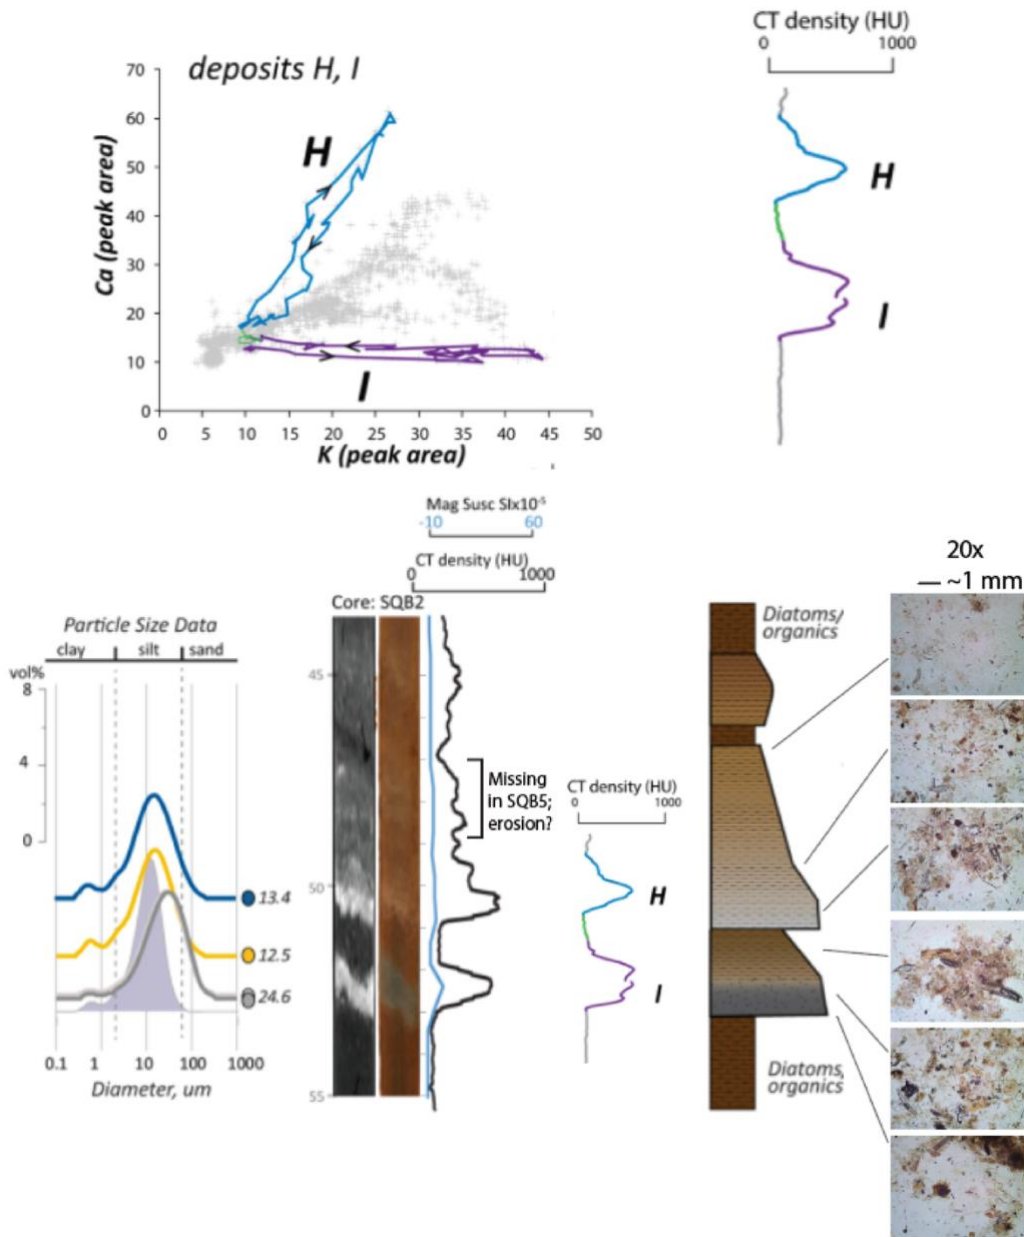 deposits H, I
Ca (peak area)
70
60
50
40
30
20
10
0
H
I
0 5 10 15 20 25 30 35 40 45 50
K (peak area)
CT density (HU)
0 1000
H
I
Mag Susc SIx10⁻⁵
-10 60
CT density (HU)
0 1000
Core: SQB2
45
50
55
Missing
in SQB5;
erosion?
Particle Size Data
clay silt sand
vol%
8
4
0
13.4
12.5
24.6
0.1 1 10 100 1000
Diameter, um
CT density (HU)
0 1000
H
I
Diatoms/
organics
Diatoms,
organics
20x
~1 mm